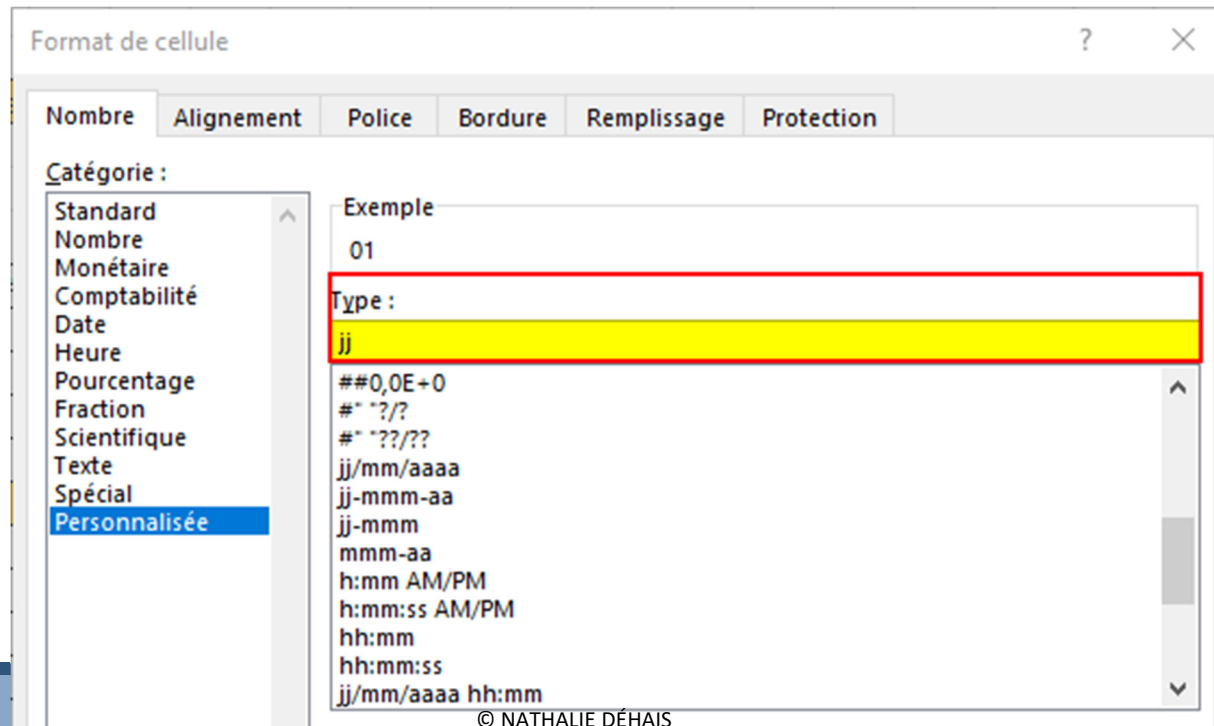 Format de cellule ? ×
Nombre Alignement Police Bordure Remplissage Protection
Catégorie :
Standard
Nombre
Monétaire
Comptabilité
Date
Heure
Pourcentage
Fraction
Scientifique
Texte
Spécial
Personnalisée
Exemple
01
Type :
jj
##0,0E+0
#" "?/?
#" "??/??
jj/mm/aaaa
jj-mmm-aa
jj-mmm
mmm-aa
h:mm AM/PM
h:mm:ss AM/PM
hh:mm
hh:mm:ss
jj/mm/aaaa hh:mm
© NATHALIE DÉHAIS